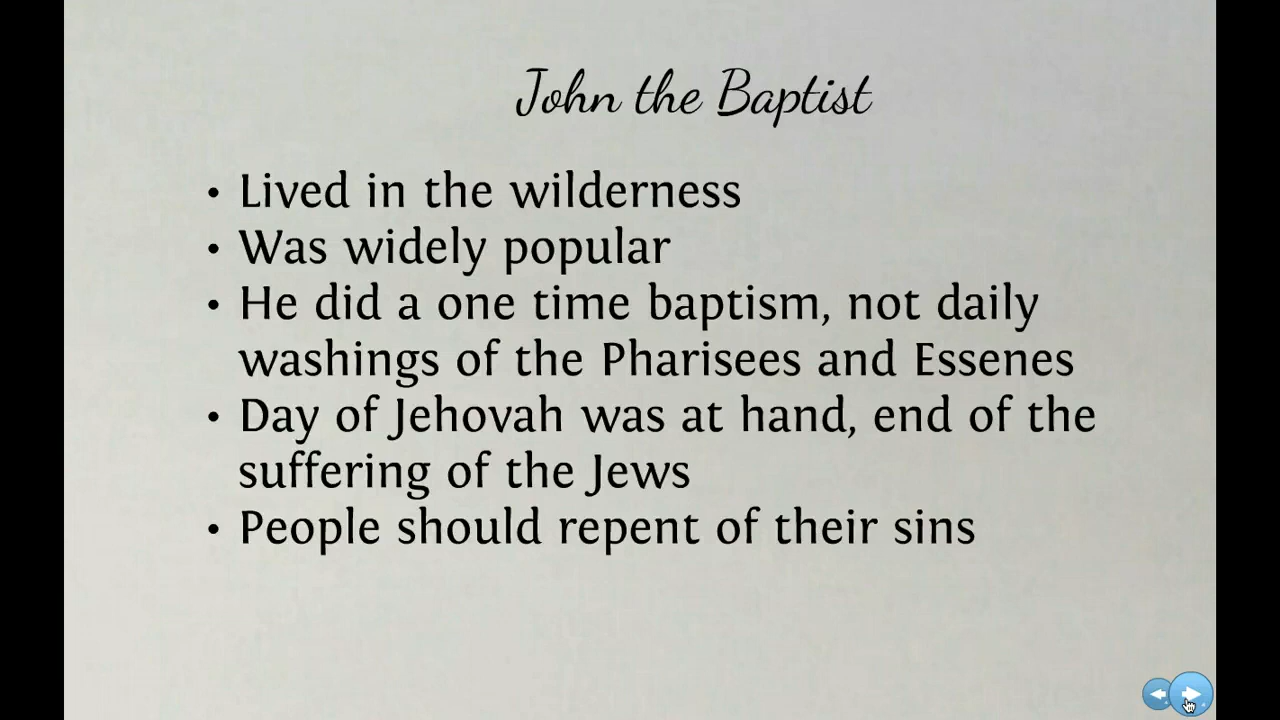 John the Baptist
• Lived in the wilderness
• Was widely popular
• He did a one time baptism, not daily
washings of the Pharisees and Essenes
• Day of Jehovah was at hand, end of the
suffering of the Jews
• People should repent of their sins